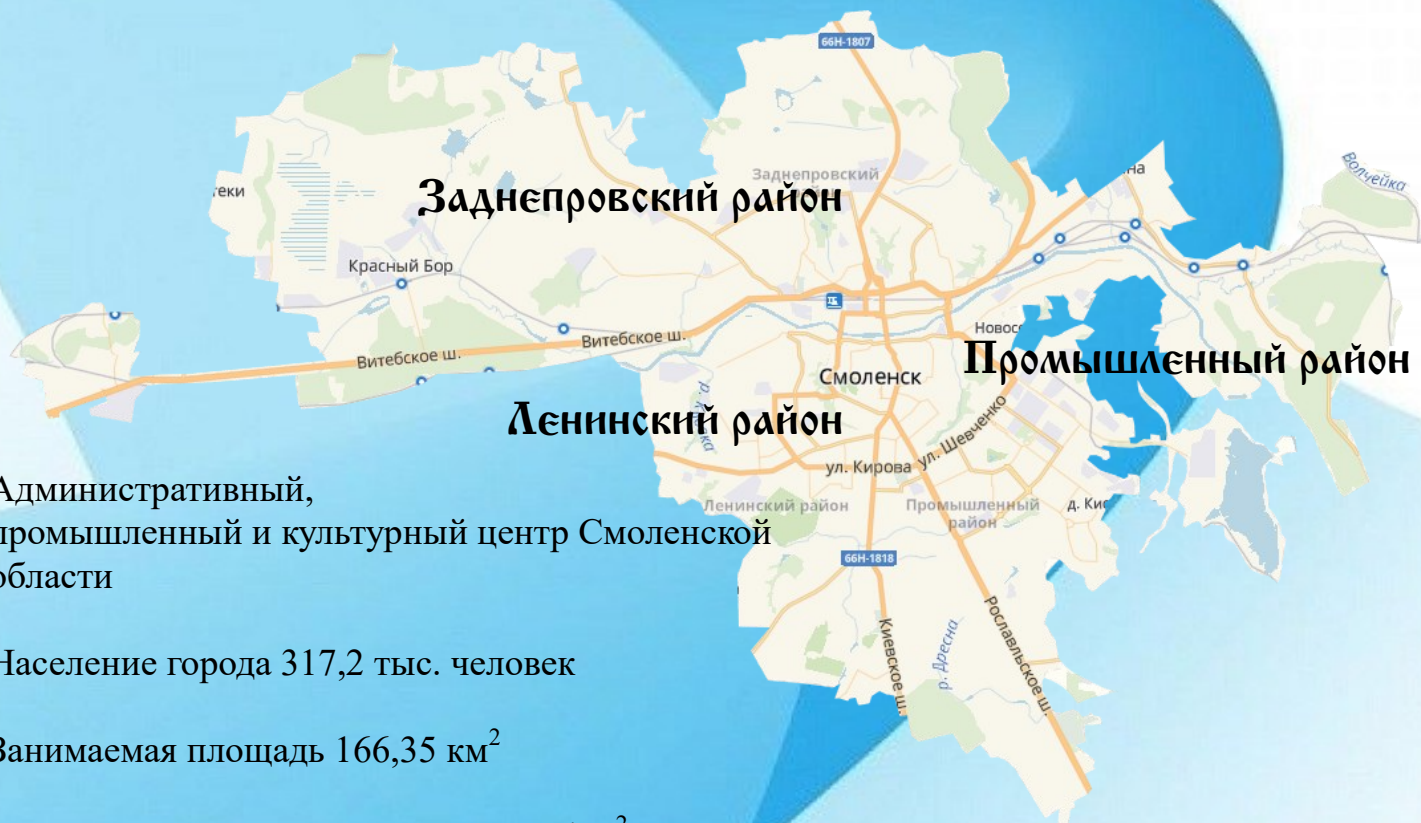 66Н-1807
Волчейка
Заднепровский
Заднепровский район
Красный Бор
Витебское ш.
Витебское ш.
Промышленный район
Смоленск
Ленинский район
ул. Шевченко
ул. Кирова
Ленинский район
Промышленный
район
66Н-1818
Киевское ш.
р. Дресна
Рославльское ш.
Административный,
промышленный и культурный центр Смоленской
области
Население города 317,2 тыс. человек
Занимаемая площадь 166,35 км²